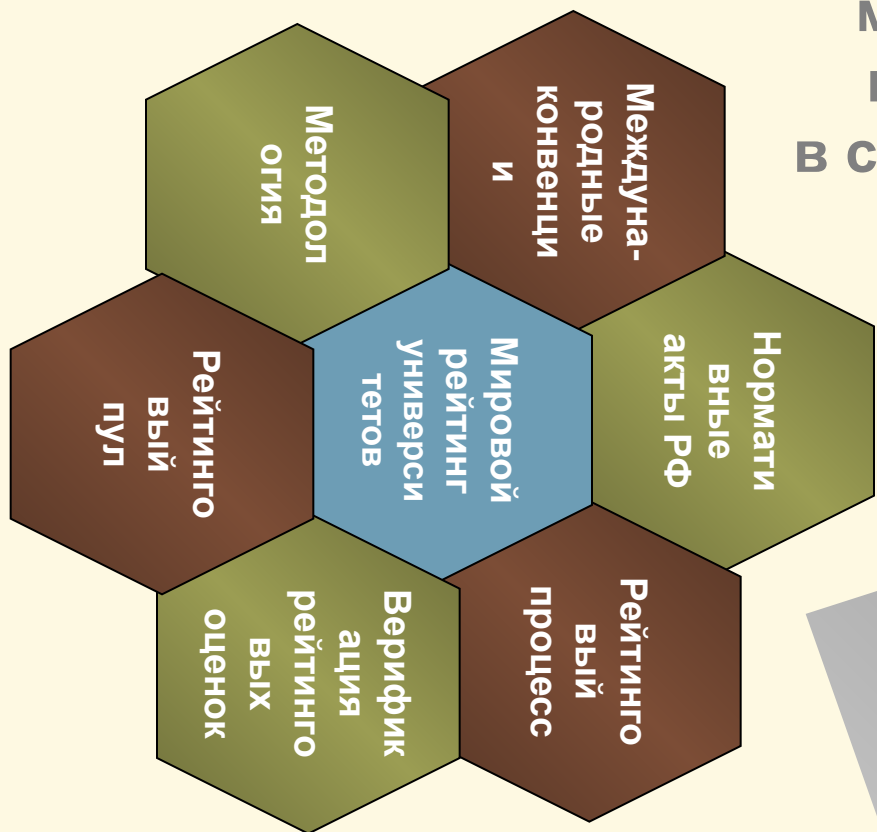 Методол
огия
Междуна-
родные
конвенци
и
Нормати
вные
акты РФ
Мировой
рейтинг
универси
тетов
Рейтинго
вый
пул
Верифик
ация
рейтинго
вых
оценок
Рейтинго
вый
процесс
в с